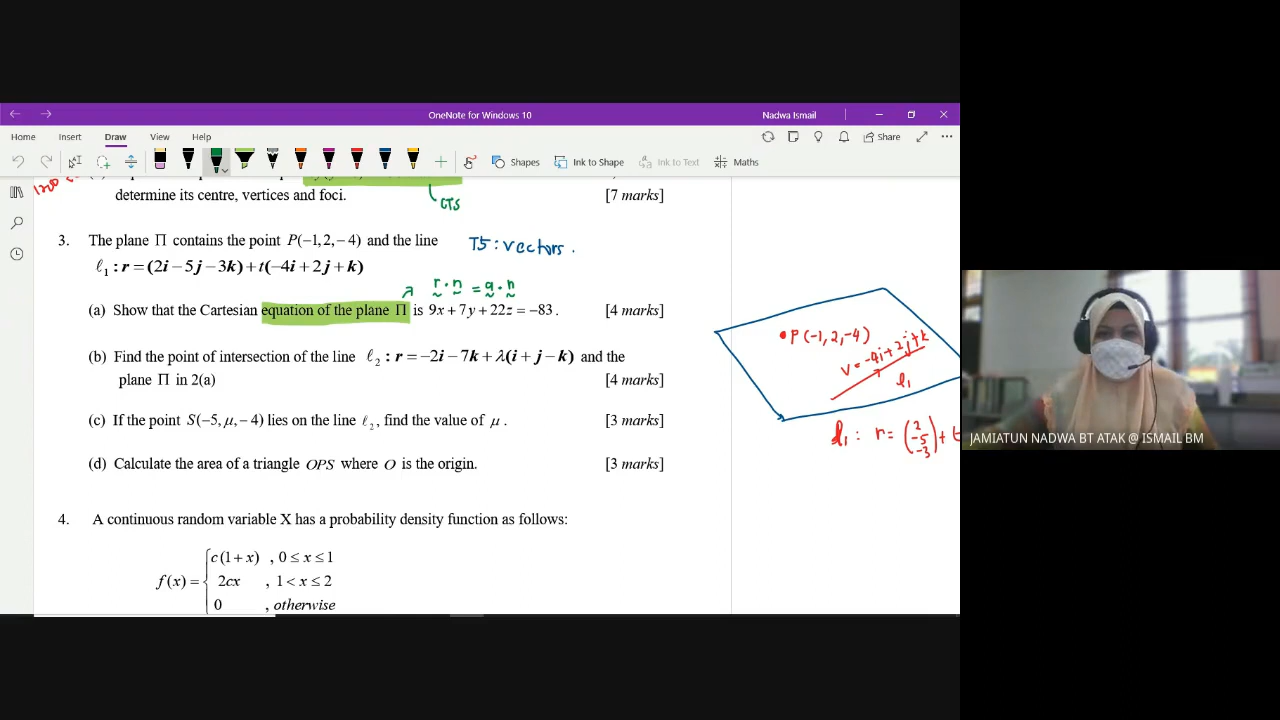 OneNote for Windows 10
Nadwa Ismail
Home Insert Draw View Help Share
Shapes Ink to Shape Ink to Text Maths
determine its centre, vertices and foci. [7 marks]
CTS
3. The plane Π contains the point P(−1, 2, −4) and the line
T5 : vectors.
ℓ₁ : r = (2i − 5j − 3k) + t(−4i + 2j + k)
r · n = a · n
(a) Show that the Cartesian equation of the plane Π is 9x + 7y + 22z = −83. [4 marks]
(b) Find the point of intersection of the line ℓ₂ : r = −2i − 7k + λ(i + j − k) and the
plane Π in 2(a) [4 marks]
(c) If the point S(−5, μ, −4) lies on the line ℓ₂, find the value of μ. [3 marks]
(d) Calculate the area of a triangle OPS where O is the origin. [3 marks]
4. A continuous random variable X has a probability density function as follows:
f(x) = { c(1 + x) , 0 ≤ x ≤ 1
2cx , 1 < x ≤ 2
0 , otherwise
P(−1, 2, −4)
v = −4i + 2j + k
ℓ₁
ℓ₁ : r = (2 −5 −3) + t
JAMIATUN NADWA BT ATAK @ ISMAIL BM